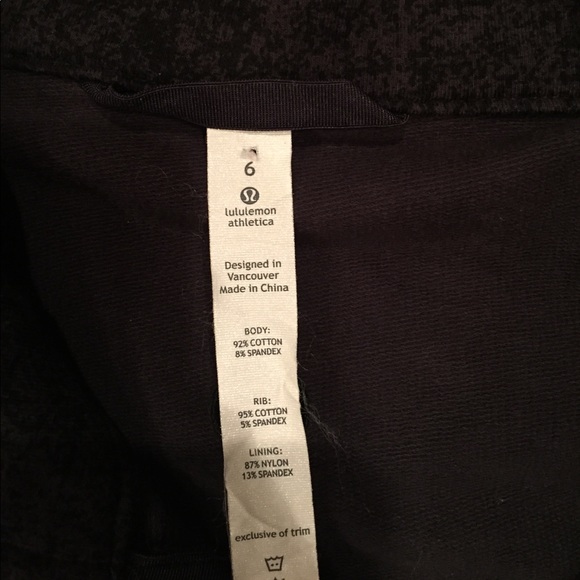 6
lululemon
athletica
Designed in
Vancouver
Made in China
BODY:
92% COTTON
8% SPANDEX
RIB:
95% COTTON
5% SPANDEX
LINING:
87% NYLON
13% SPANDEX
exclusive of trim